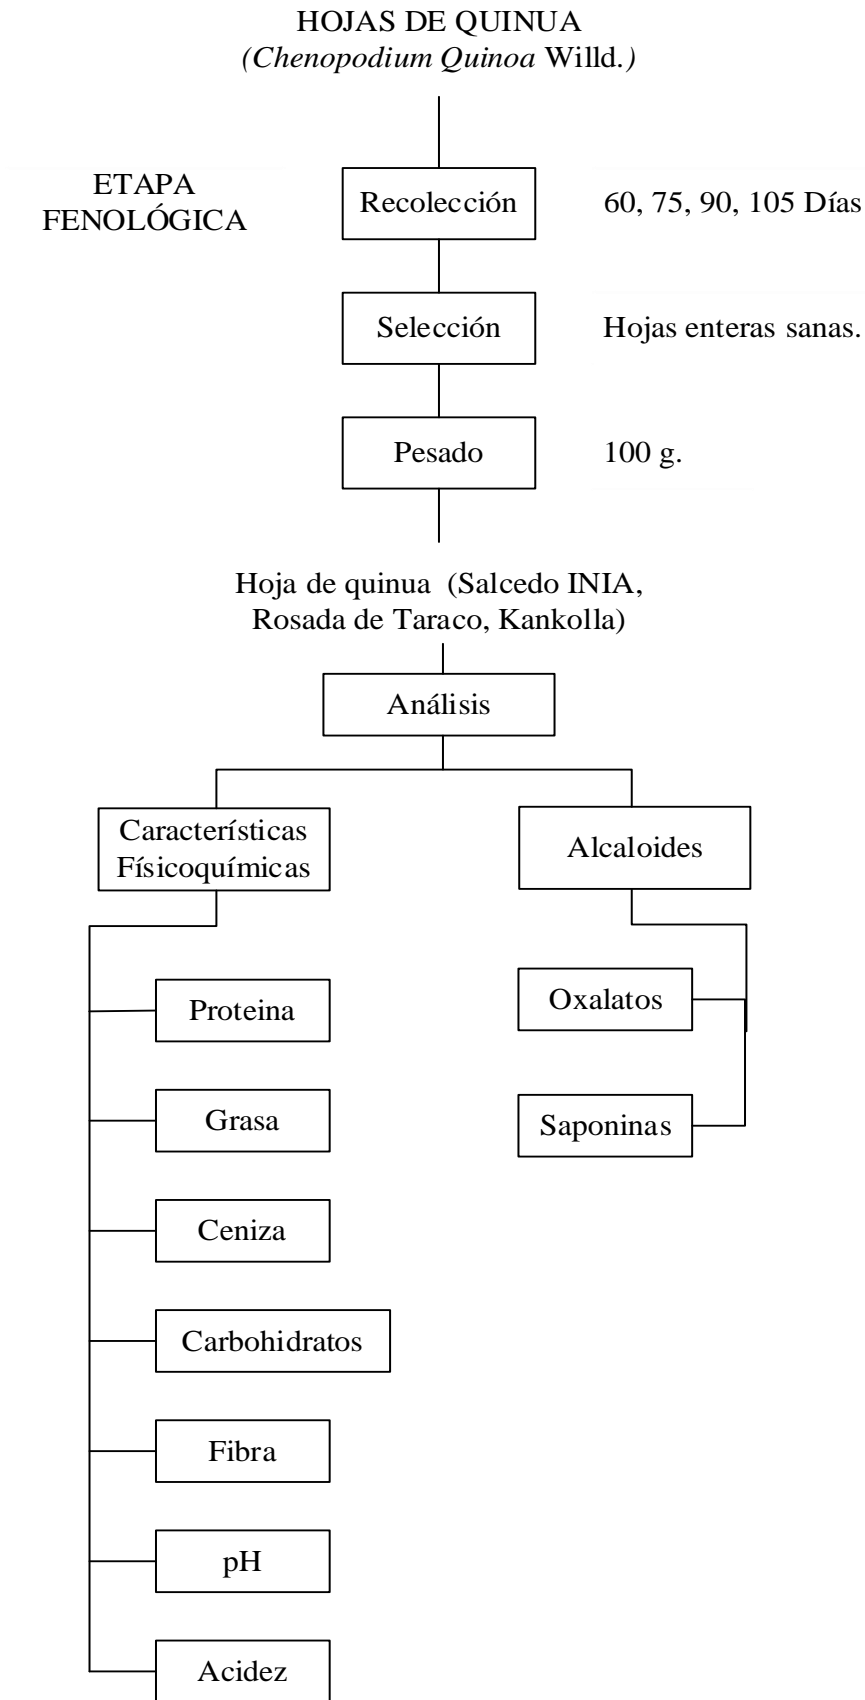 HOJAS DE QUINUA
(Chenopodium Quinoa Willd.)
ETAPA
FENOLÓGICA
Recolección
60, 75, 90, 105 Días
Selección
Hojas enteras sanas.
Pesado
100 g.
Hoja de quinua (Salcedo INIA,
Rosada de Taraco, Kankolla)
Análisis
Características
Físicoquímicas
Alcaloides
Proteina
Oxalatos
Grasa
Saponinas
Ceniza
Carbohidratos
Fibra
pH
Acidez